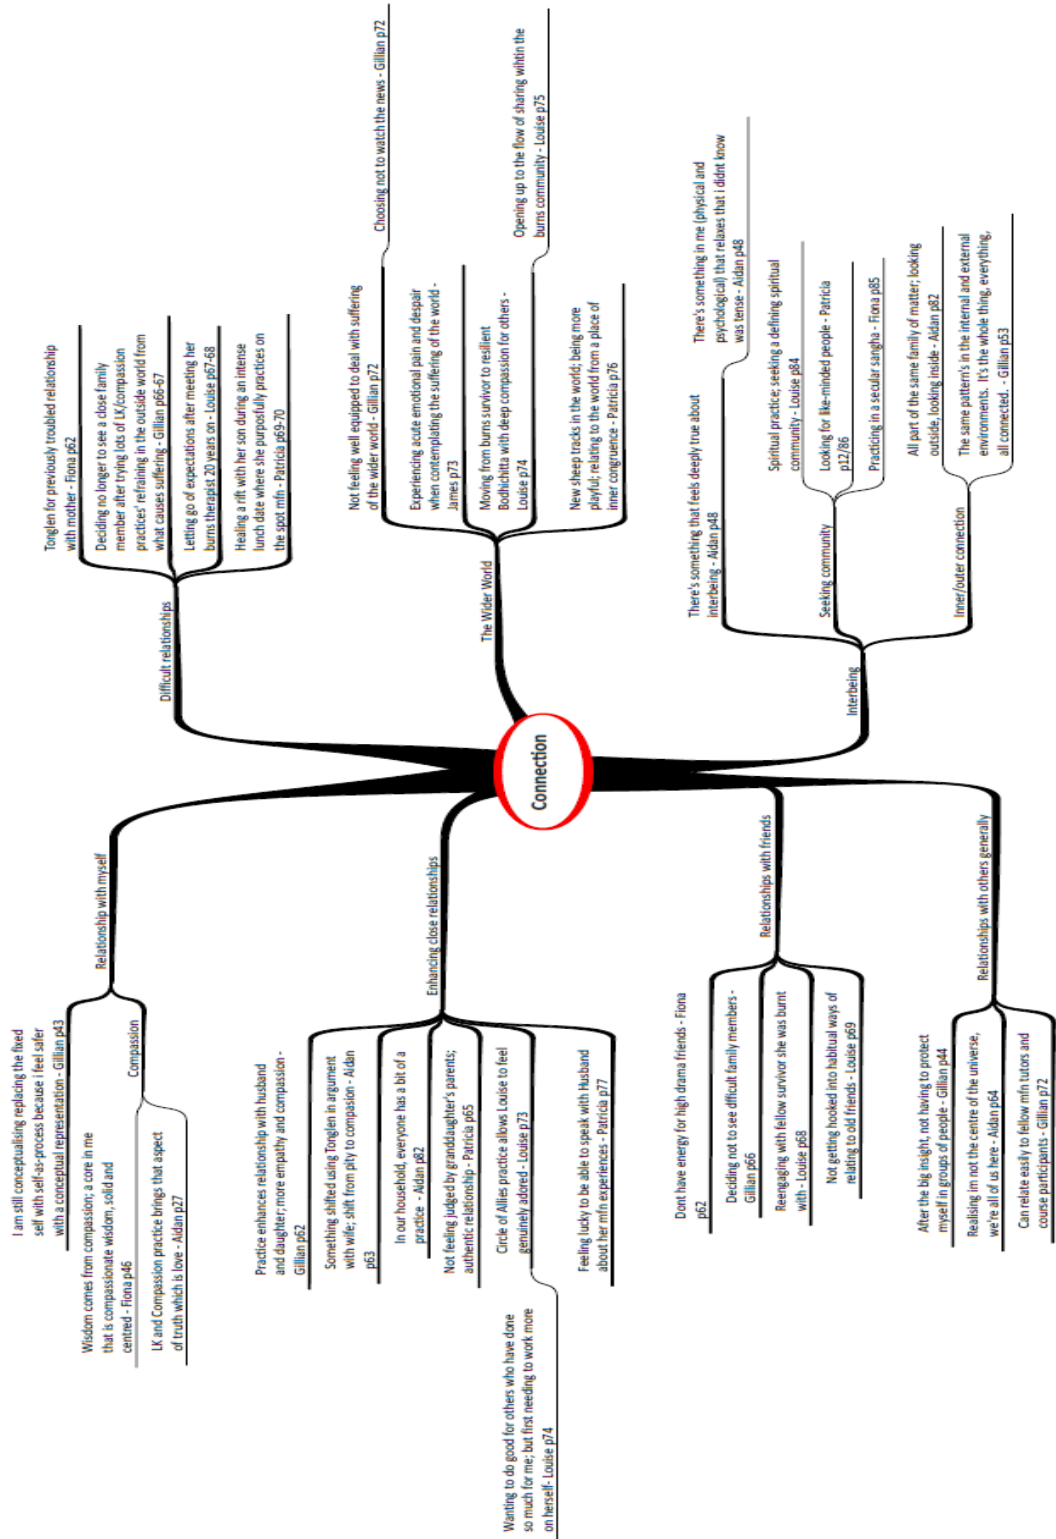 Connection
Relationship with myself
I am still conceptualising replacing the fixed
self with self-as-process because i feel safer
with a conceptual representation - Gillian p43
Compassion
Wisdom comes from compassion; a core in me
that is compassionate wisdom, solid and
centred - Fiona p46
LK and Compassion practice brings that aspect
of truth which is love - Aidan p27
Enhancing close relationships
Practice enhances relationship with husband
and daughter; more empathy and compassion -
Gillian p62
Something shifted using Tonglen in argument
with wife; shift from pity to compasion - Aidan
p63
In our household, everyone has a bit of a
practice - Aidan p82
Not feeling judged by granddaughter's parents;
authentic relationship - Patricia p65
Circle of Allies practice allows Louise to feel
genuinely adored - Louise p73
Wanting to do good for others who have done
so much for me; but first needing to work more
on herself- Louise p74
Feeling lucky to be able to speak with Husband
about her mfn experiences - Patricia p77
Relationships with friends
Dont have energy for high drama friends - Fiona
p62
Deciding not to see difficult family members -
Gillian p66
Reengaging with fellow survivor she was burnt
with - Louise p68
Not getting hooked into habitual ways of
relating to old friends - Louise p69
Relationships with others generally
After the big insight, not having to protect
myself in groups of people - Gillian p44
Realising im not the centre of the universe,
we're all of us here - Aidan p64
Can relate easily to fellow mfn tutors and
course participants - Gillian p72
Difficult relationships
Tonglen for previously troubled relationship
with mother - Fiona p62
Deciding no longer to see a close family
member after trying lots of LK/compassion
practices' refraining in the outside world from
what causes suffering - Gillian p66-67
Letting go of expectations after meeting her
burns therapist 20 years on - Louise p67-68
Healing a rift with her son during an intense
lunch date where she purposfully practices on
the spot mfn - Patricia p69-70
The Wider World
Not feeling well equipped to deal with suffering
of the wider world - Gillian p72
Choosing not to watch the news - Gillian p72
Experiencing acute emotional pain and despair
when contemplating the suffering of the world -
James p73
Moving from burns survivor to resilient
Bodhichitta with deep compassion for others -
Louise p74
Opening up to the flow of sharing wihtin the
burns community - Louise p75
New sheep tracks in the world; being more
playful; relating to the world from a place of
inner congruence - Patricia p76
Interbeing
There's something that feels deeply true about
interbeing - Aidan p48
There's something in me (physical and
psychological) that relaxes that i didnt know
was tense - Aidan p48
Seeking community
Spiritual practice; seeking a defining spiritual
community - Louise p84
Looking for like-minded people - Patricia
p12/86
Practicing in a secular sangha - Fiona p85
Inner/outer connection
All part of the same family of matter; looking
outside, looking inside - Aidan p82
The same pattern's in the internal and external
environments. It's the whole thing, everything,
all connected. - Gillian p53